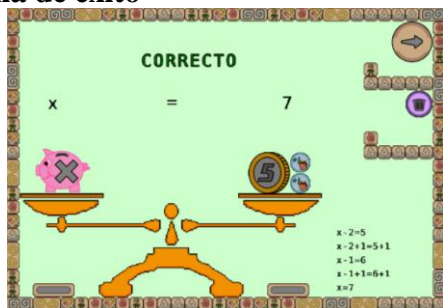 CORRECTO
x = 7
5
x-2=5
x-2+1=5+1
x-1=6
x-1+1=6+1
x=7